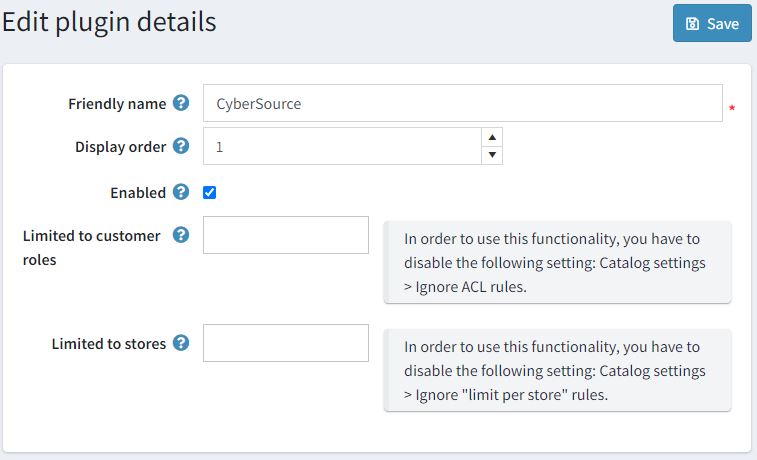 Edit plugin details
Save
Friendly name ? CyberSource *
Display order ? 1
Enabled ?
Limited to customer ?
roles
In order to use this functionality, you have to
disable the following setting: Catalog settings
> Ignore ACL rules.
Limited to stores ?
In order to use this functionality, you have to
disable the following setting: Catalog settings
> Ignore "limit per store" rules.